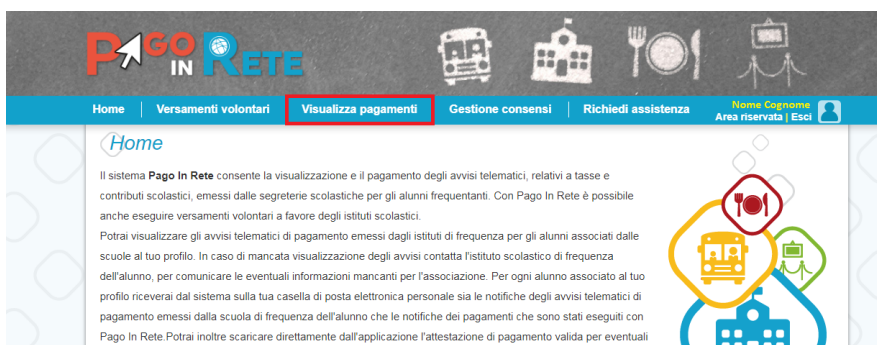 PAGO IN RETE
Home | Versamenti volontari Visualizza pagamenti Gestione consensi | Richiedi assistenza
Nome Cognome
Area riservata | Esci
Home
Il sistema Pago In Rete consente la visualizzazione e il pagamento degli avvisi telematici, relativi a tasse e
contributi scolastici, emessi dalle segreterie scolastiche per gli alunni frequentanti. Con Pago In Rete è possibile
anche eseguire versamenti volontari a favore degli istituti scolastici.
Potrai visualizzare gli avvisi telematici di pagamento emessi dagli istituti di frequenza per gli alunni associati dalle
scuole al tuo profilo. In caso di mancata visualizzazione degli avvisi contatta l'istituto scolastico di frequenza
dell'alunno, per comunicare le eventuali informazioni mancanti per l'associazione. Per ogni alunno associato al tuo
profilo riceverai dal sistema sulla tua casella di posta elettronica personale sia le notifiche degli avvisi telematici di
pagamento emessi dalla scuola di frequenza dell'alunno che le notifiche dei pagamenti che sono stati eseguiti con
Pago In Rete.Potrai inoltre scaricare direttamente dall'applicazione l'attestazione di pagamento valida per eventuali